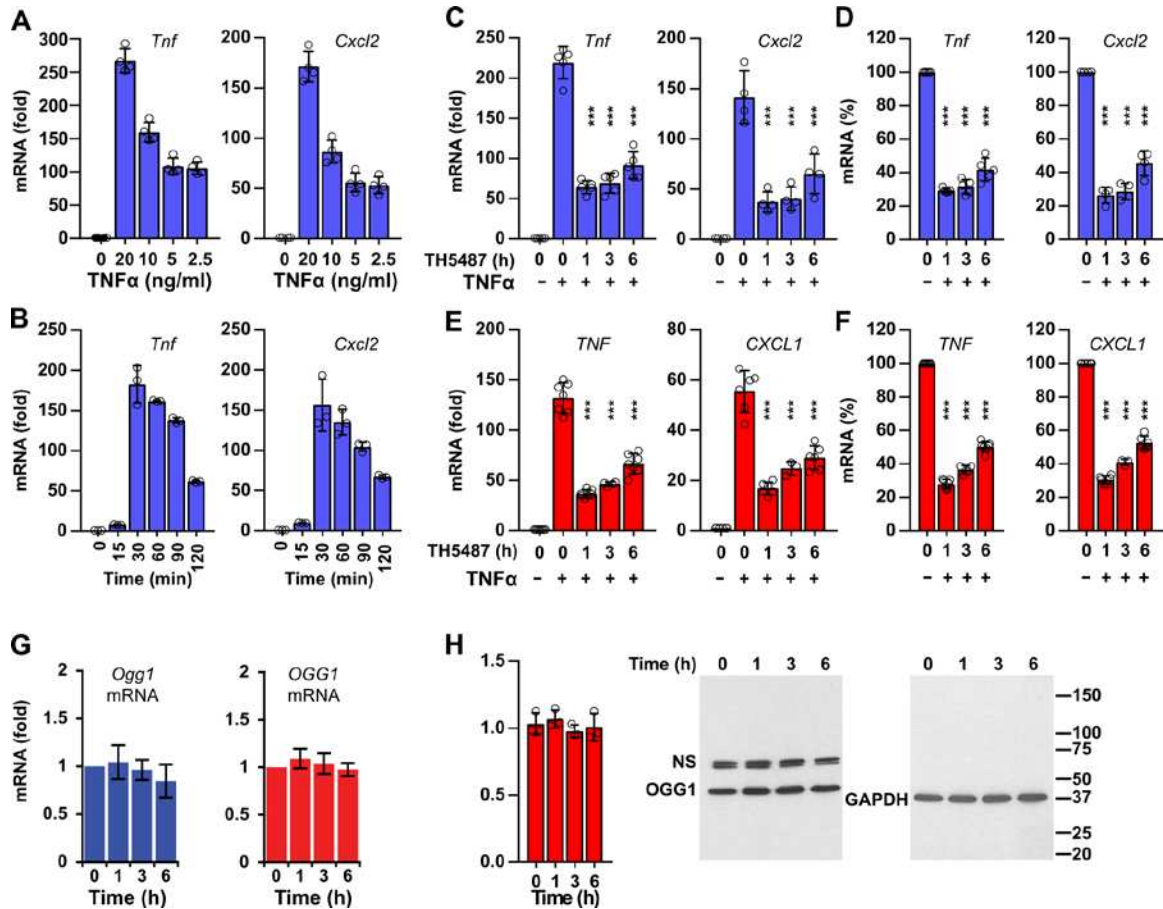 A
Tnf
Cxcl2
mRNA (fold)
300
250
200
150
100
50
0
200
150
100
50
0
0 20 10 5 2.5
0 20 10 5 2.5
TNFα (ng/ml)
TNFα (ng/ml)
B
Tnf
Cxcl2
mRNA (fold)
250
200
150
100
50
0
250
200
150
100
50
0
0 15 30 60 90 120
0 15 30 60 90 120
Time (min)
Time (min)
C
Tnf
Cxcl2
mRNA (fold)
250
200
150
100
50
0
200
150
100
50
0
*** *** ***
*** *** ***
TH5487 (h) 0 0 1 3 6
0 0 1 3 6
TNFα - + + + +
- + + + +
D
Tnf
Cxcl2
mRNA (%)
120
100
80
60
40
20
0
120
100
80
60
40
20
0
*** *** ***
*** *** ***
0 1 3 6
0 1 3 6
- + + +
- + + +
E
TNF
CXCL1
mRNA (fold)
200
150
100
50
0
80
60
40
20
0
*** *** ***
*** *** ***
TH5487 (h) 0 0 1 3 6
0 0 1 3 6
TNFα - + + + +
- + + + +
F
TNF
CXCL1
mRNA (%)
120
100
80
60
40
20
0
120
100
80
60
40
20
0
*** *** ***
*** *** ***
0 1 3 6
0 1 3 6
- + + +
- + + +
G
Ogg1
mRNA
OGG1
mRNA
mRNA (fold)
2
1.5
1
0.5
0
2
1.5
1
0.5
0
0 1 3 6
0 1 3 6
Time (h)
Time (h)
H
1.5
1.0
0.5
0.0
0 1 3 6
Time (h)
Time (h) 0 1 3 6
0 1 3 6
NS
OGG1
GAPDH
150
100
75
50
37
25
20